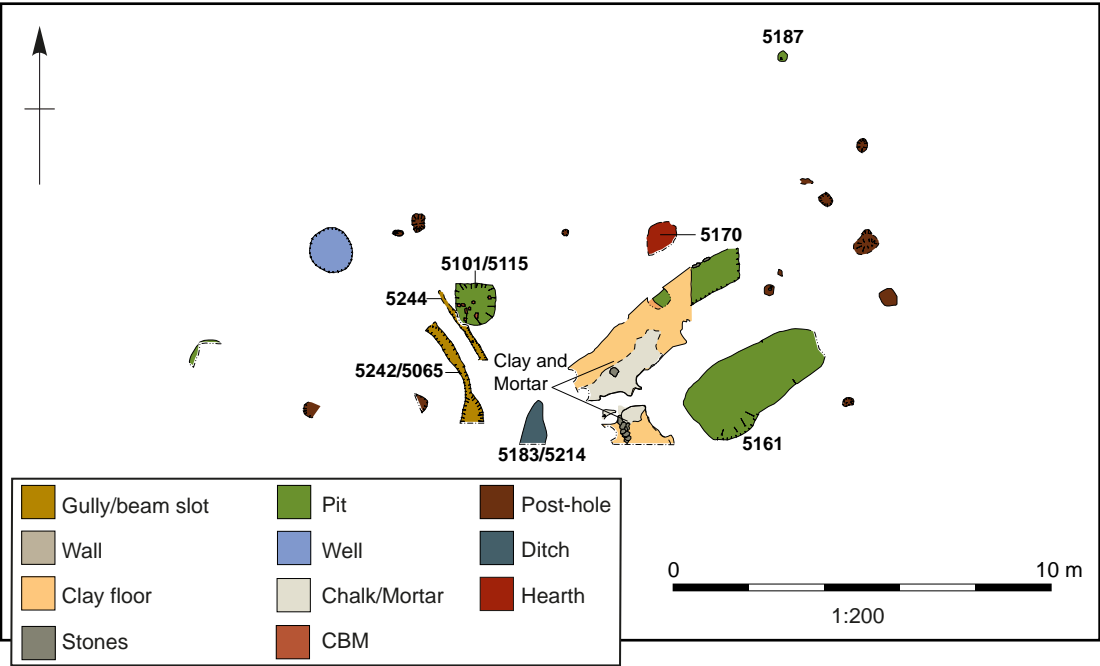 5187
5170
5101/5115
5244
Clay and
Mortar
5242/5065
5161
5183/5214
Gully/beam slot
Pit
Post-hole
Wall
Well
Ditch
Clay floor
Chalk/Mortar
Hearth
Stones
CBM
0
10 m
1:200